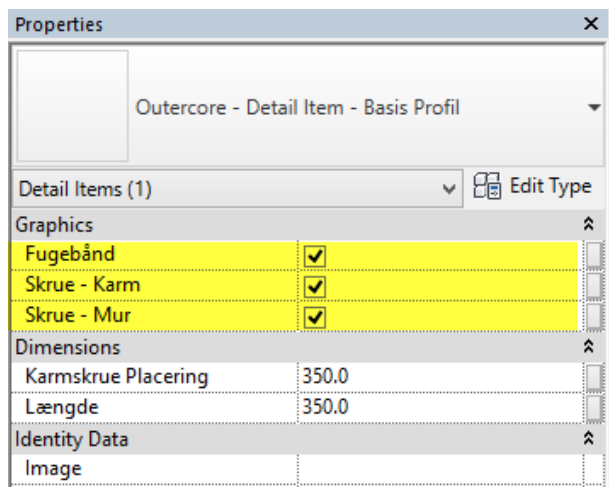 Properties
Outercore - Detail Item - Basis Profil
Detail Items (1) Edit Type
Graphics
Fugebånd
Skrue - Karm
Skrue - Mur
Dimensions
Karmskrue Placering 350.0
Længde 350.0
Identity Data
Image